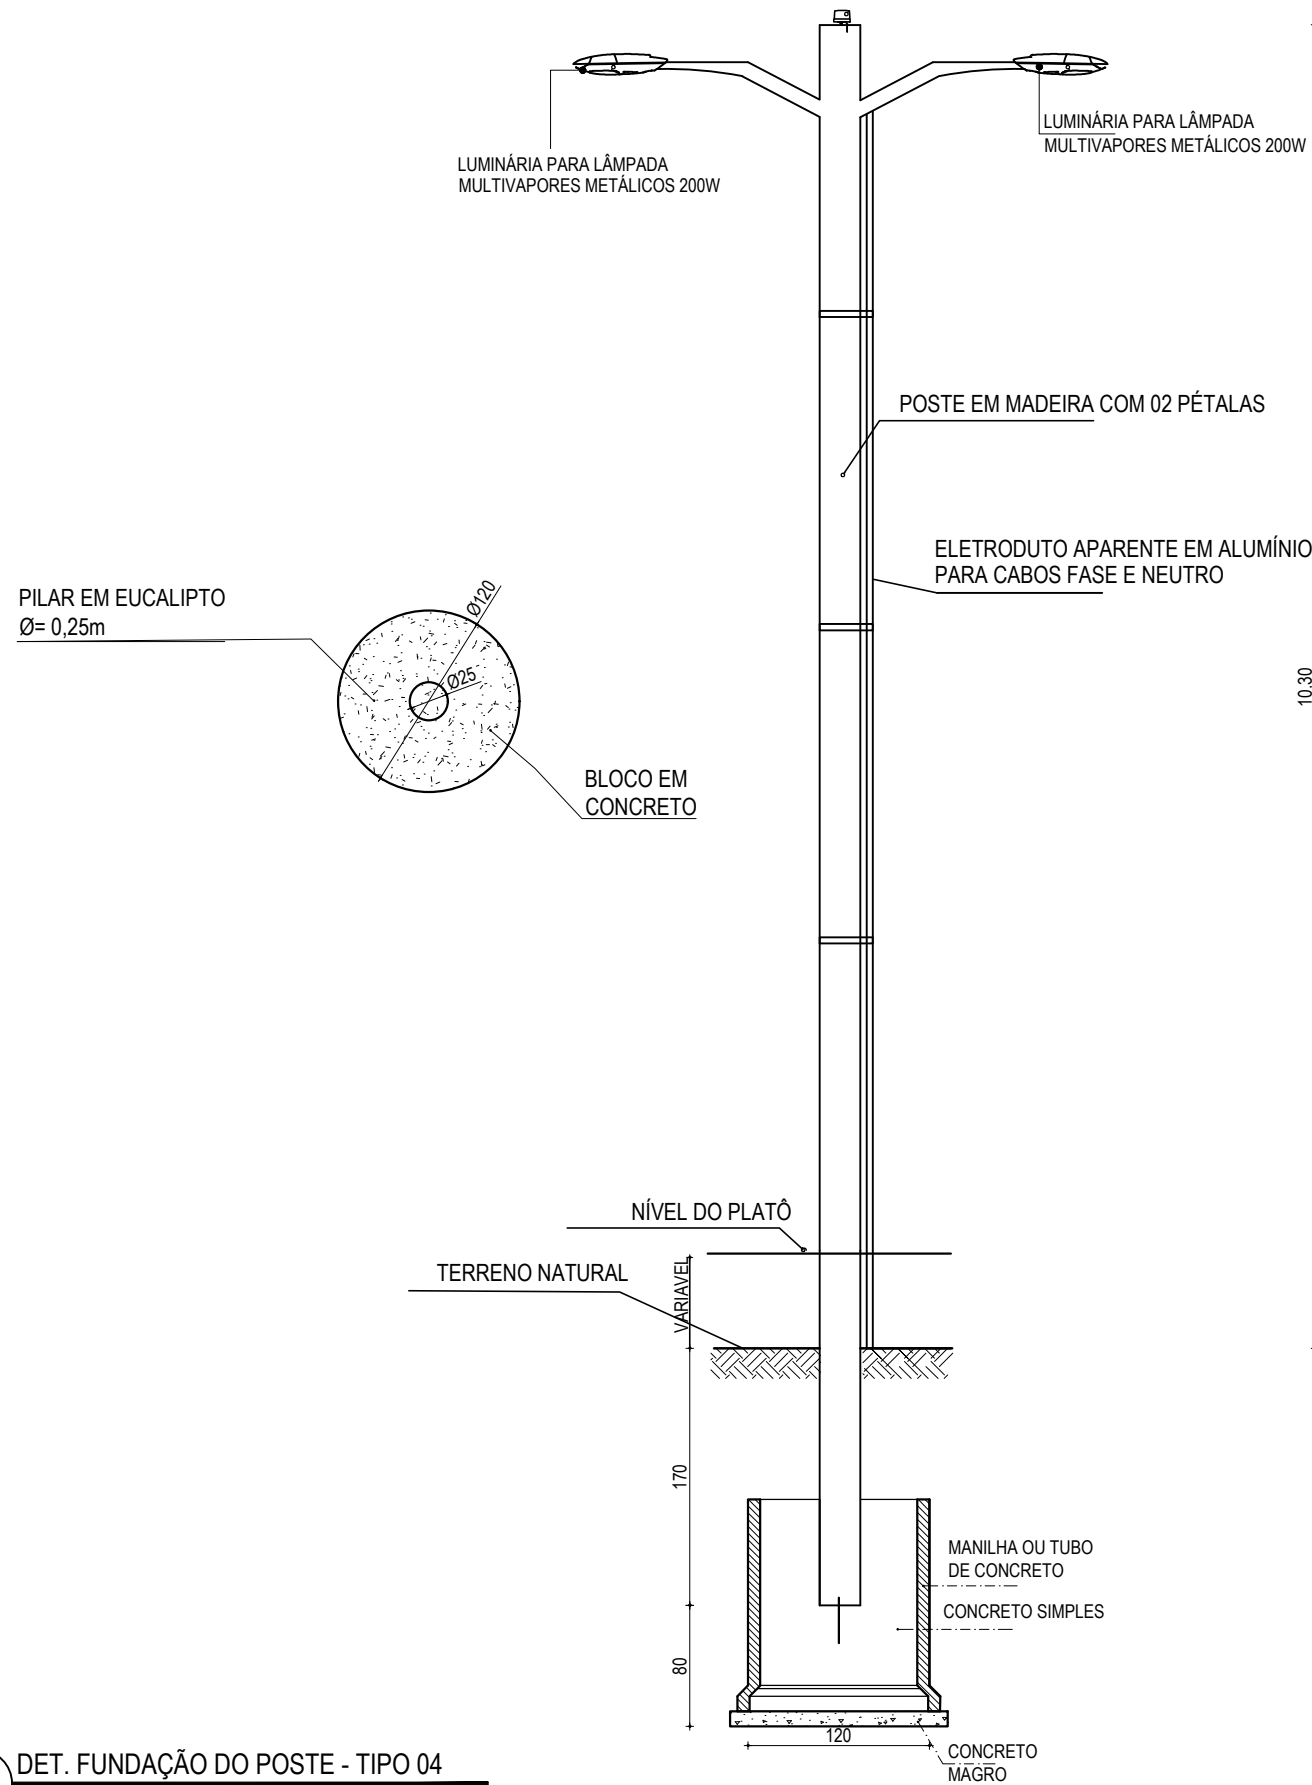 LUMINÁRIA PARA LÂMPADA
MULTIVAPORES METÁLICOS 200W
LUMINÁRIA PARA LÂMPADA
MULTIVAPORES METÁLICOS 200W
POSTE EM MADEIRA COM 02 PÉTALAS
ELETRODUTO APARENTE EM ALUMÍNIO
PARA CABOS FASE E NEUTRO
PILAR EM EUCALIPTO
Ø= 0,25m
Ø120
Ø25
BLOCO EM
CONCRETO
10.30
NÍVEL DO PLATÔ
TERRENO NATURAL
VARIAVEL
170
MANILHA OU TUBO
DE CONCRETO
CONCRETO SIMPLES
80
120
CONCRETO
MAGRO
DET. FUNDAÇÃO DO POSTE - TIPO 04